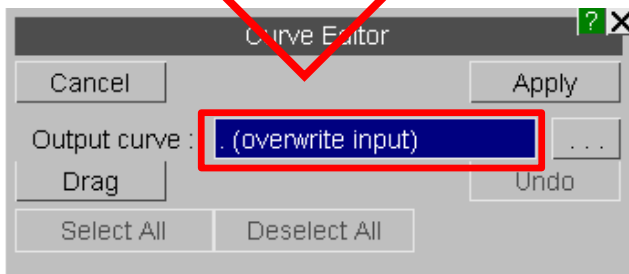 Curve Editor
? X
Cancel Apply
Output curve : . (overwrite input) ...
Drag Undo
Select All Deselect All